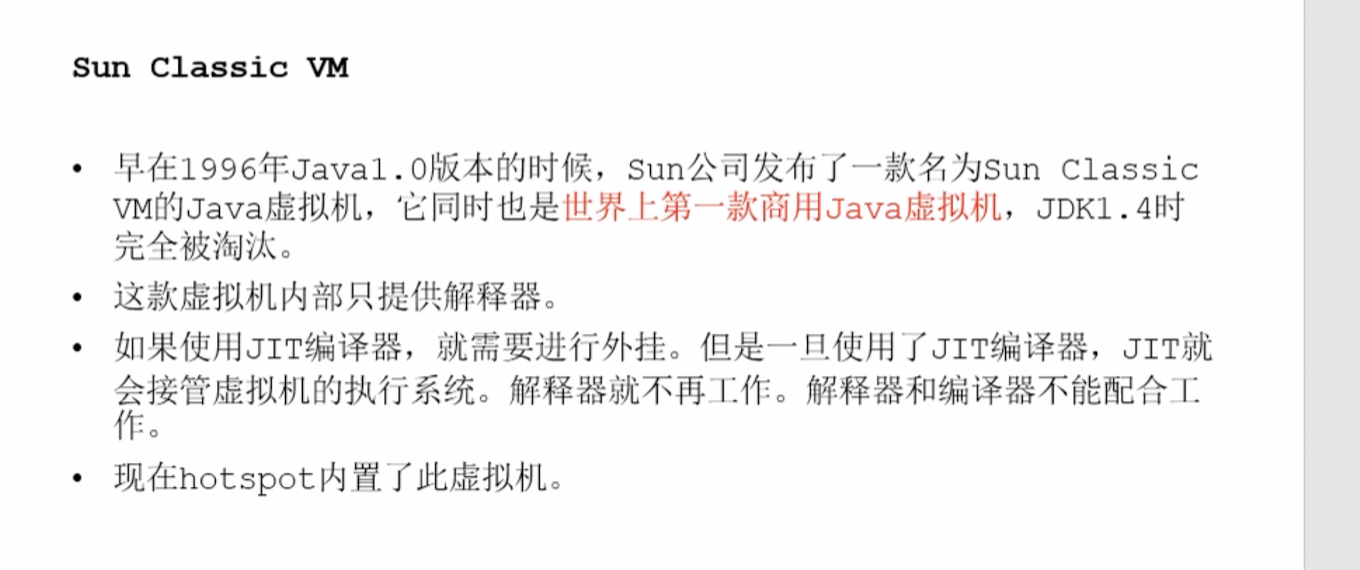 Sun Classic VM
• 早在1996年Java1.0版本的时候，Sun公司发布了一款名为Sun Classic
VM的Java虚拟机，它同时也是世界上第一款商用Java虚拟机，JDK1.4时
完全被淘汰。
• 这款虚拟机内部只提供解释器。
• 如果使用JIT编译器，就需要进行外挂。但是一旦使用了JIT编译器，JIT就
会接管虚拟机的执行系统。解释器就不再工作。解释器和编译器不能配合工
作。
• 现在hotspot内置了此虚拟机。